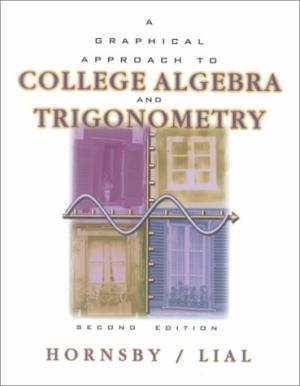 A
GRAPHICAL
APPROACH TO
COLLEGE ALGEBRA
AND
TRIGONOMETRY
SECOND EDITION
HORNSBY / LIAL